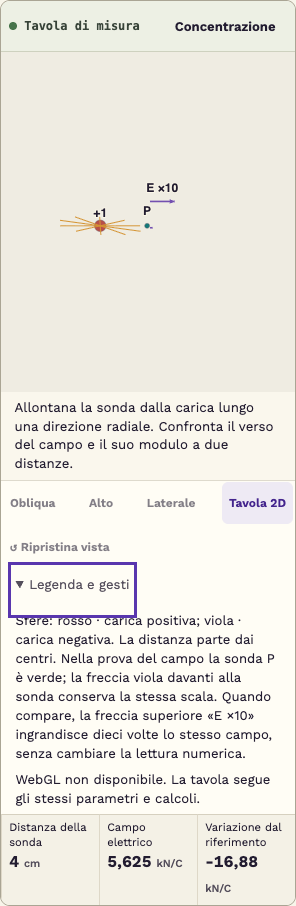 Tavola di misura
Concentrazione
E ×10
+1
P
Allontana la sonda dalla carica lungo
una direzione radiale. Confronta il verso
del campo e il suo modulo a due
distanze.
Obliqua
Alto
Laterale
Tavola 2D
↺ Ripristina vista
▼ Legenda e gesti
Sfere: rosso · carica positiva; viola ·
carica negativa. La distanza parte dai
centri. Nella prova del campo la sonda P
è verde; la freccia viola davanti alla
sonda conserva la stessa scala. Quando
compare, la freccia superiore «E ×10»
ingrandisce dieci volte lo stesso campo,
senza cambiare la lettura numerica.
WebGL non disponibile. La tavola segue
gli stessi parametri e calcoli.
Distanza della
sonda
4 cm
Campo
elettrico
5,625 kN/C
Variazione dal
riferimento
-16,88
kN/C